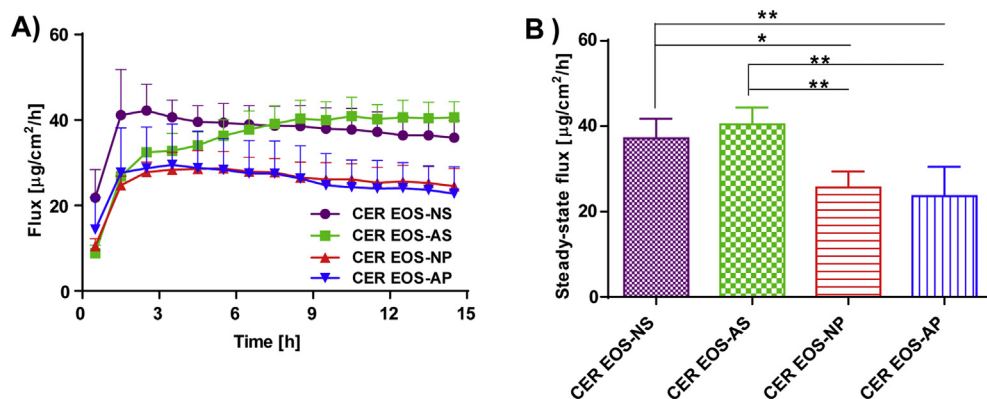 A)
Flux [µg/cm²/h]
60
40
20
0
0 3 6 9 12 15
Time [h]
CER EOS-NS
CER EOS-AS
CER EOS-NP
CER EOS-AP
B )
Steady-state flux [µg/cm²/h]
60
40
20
0
**
*
**
**
CER EOS-NS
CER EOS-AS
CER EOS-NP
CER EOS-AP